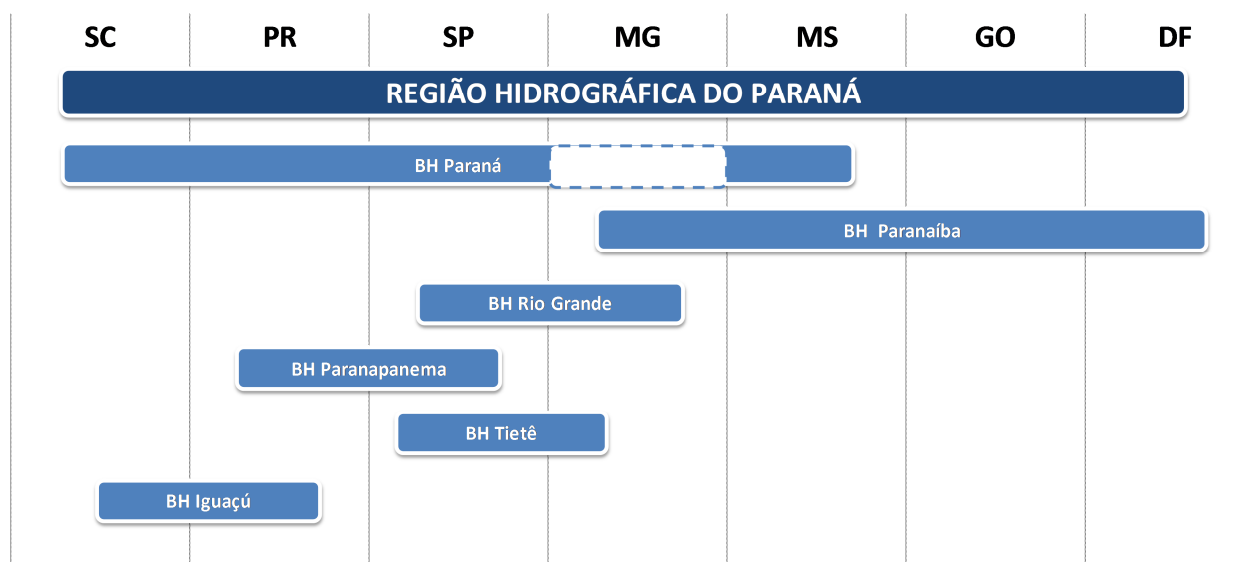 SC PR SP MG MS GO DF
REGIÃO HIDROGRÁFICA DO PARANÁ
BH Paraná
BH Paranaíba
BH Rio Grande
BH Paranapanema
BH Tietê
BH Iguaçú